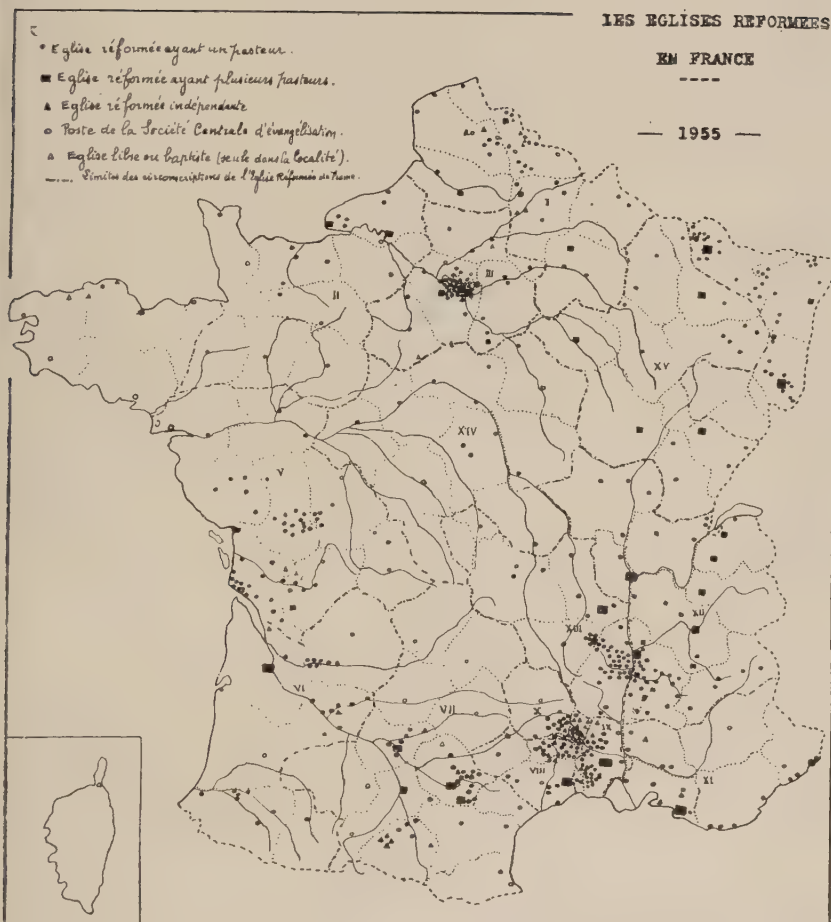 LES EGLISES REFORMEES
EN FRANCE
1955
Eglise réformée ayant un pasteur.
Eglise réformée ayant plusieurs pasteurs.
Eglise réformée indépendante
Poste de la Société Centrale d'évangélisation.
Eglise libre ou baptiste (seule dans la localité).
Limites des circonscriptions de l'Eglise Réformée de France.
I
III
II
XV
XIV
V
XII
XIII
VI
VII
X
IX
VIII
XI